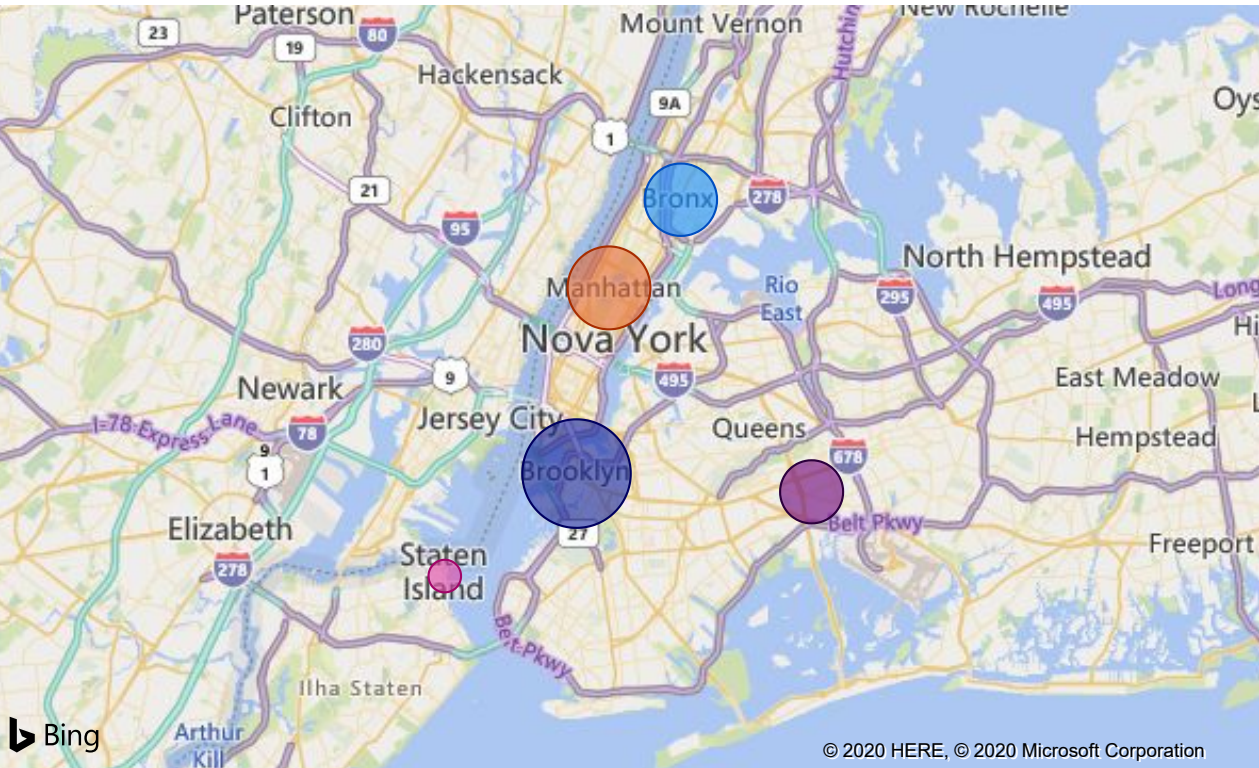 Paterson
New Rochelle
Mount Vernon
23
80
19
Hutchin
Hackensack
Oys
9A
Clifton
1
21
Bronx
278
95
North Hempstead
Manhattan
Rio
East
295
495
Long
Hi
Nova York
280
9
495
East Meadow
Newark
Jersey City
I-78 Express Lane
78
Queens
Hempstead
9
1
678
Brooklyn
Elizabeth
Belt Pkwy
27
Freeport
Staten
Island
278
Belt Pkwy
Ilha Staten
Arthur
Kill
Bing
© 2020 HERE, © 2020 Microsoft Corporation